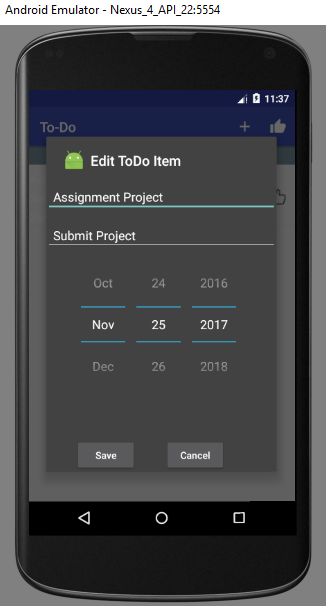 Android Emulator - Nexus_4_API_22:5554
11:37
To-Do
Edit ToDo Item
Assignment Project
Submit Project
Oct 24 2016
Nov 25 2017
Dec 26 2018
Save Cancel